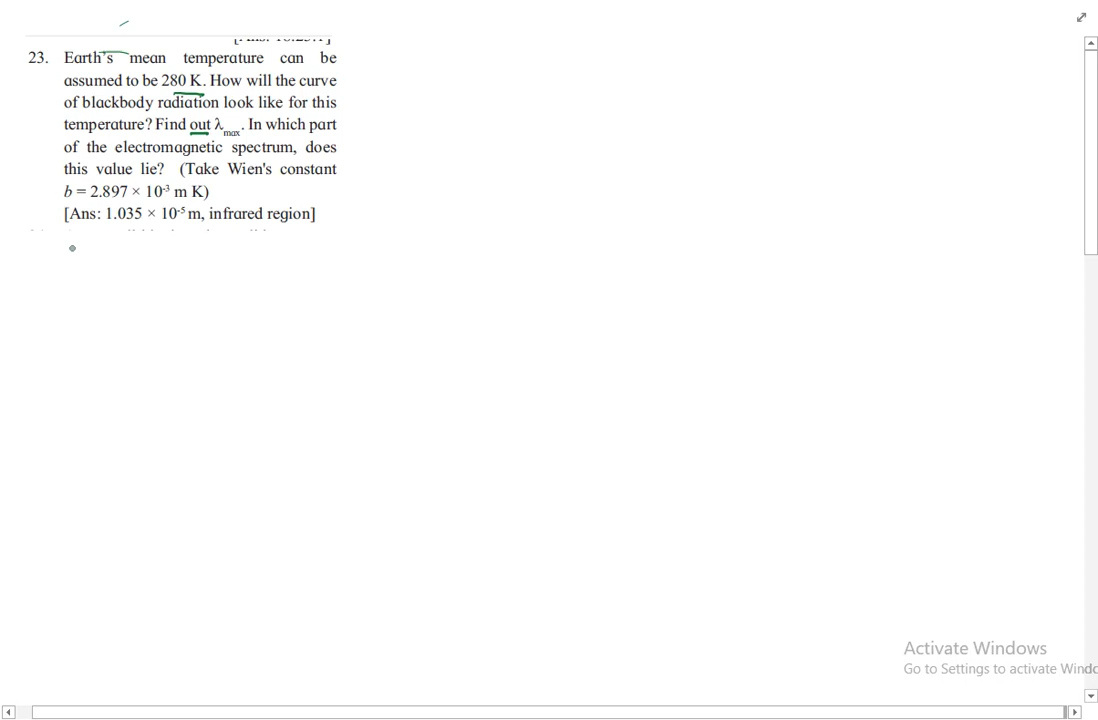 23. Earth's mean temperature can be
assumed to be 280 K. How will the curve
of blackbody radiation look like for this
temperature? Find out λmax. In which part
of the electromagnetic spectrum, does
this value lie? (Take Wien's constant
b = 2.897 × 10-3 m K)
[Ans: 1.035 × 10-5 m, infrared region]
Activate Windows
Go to Settings to activate Windo